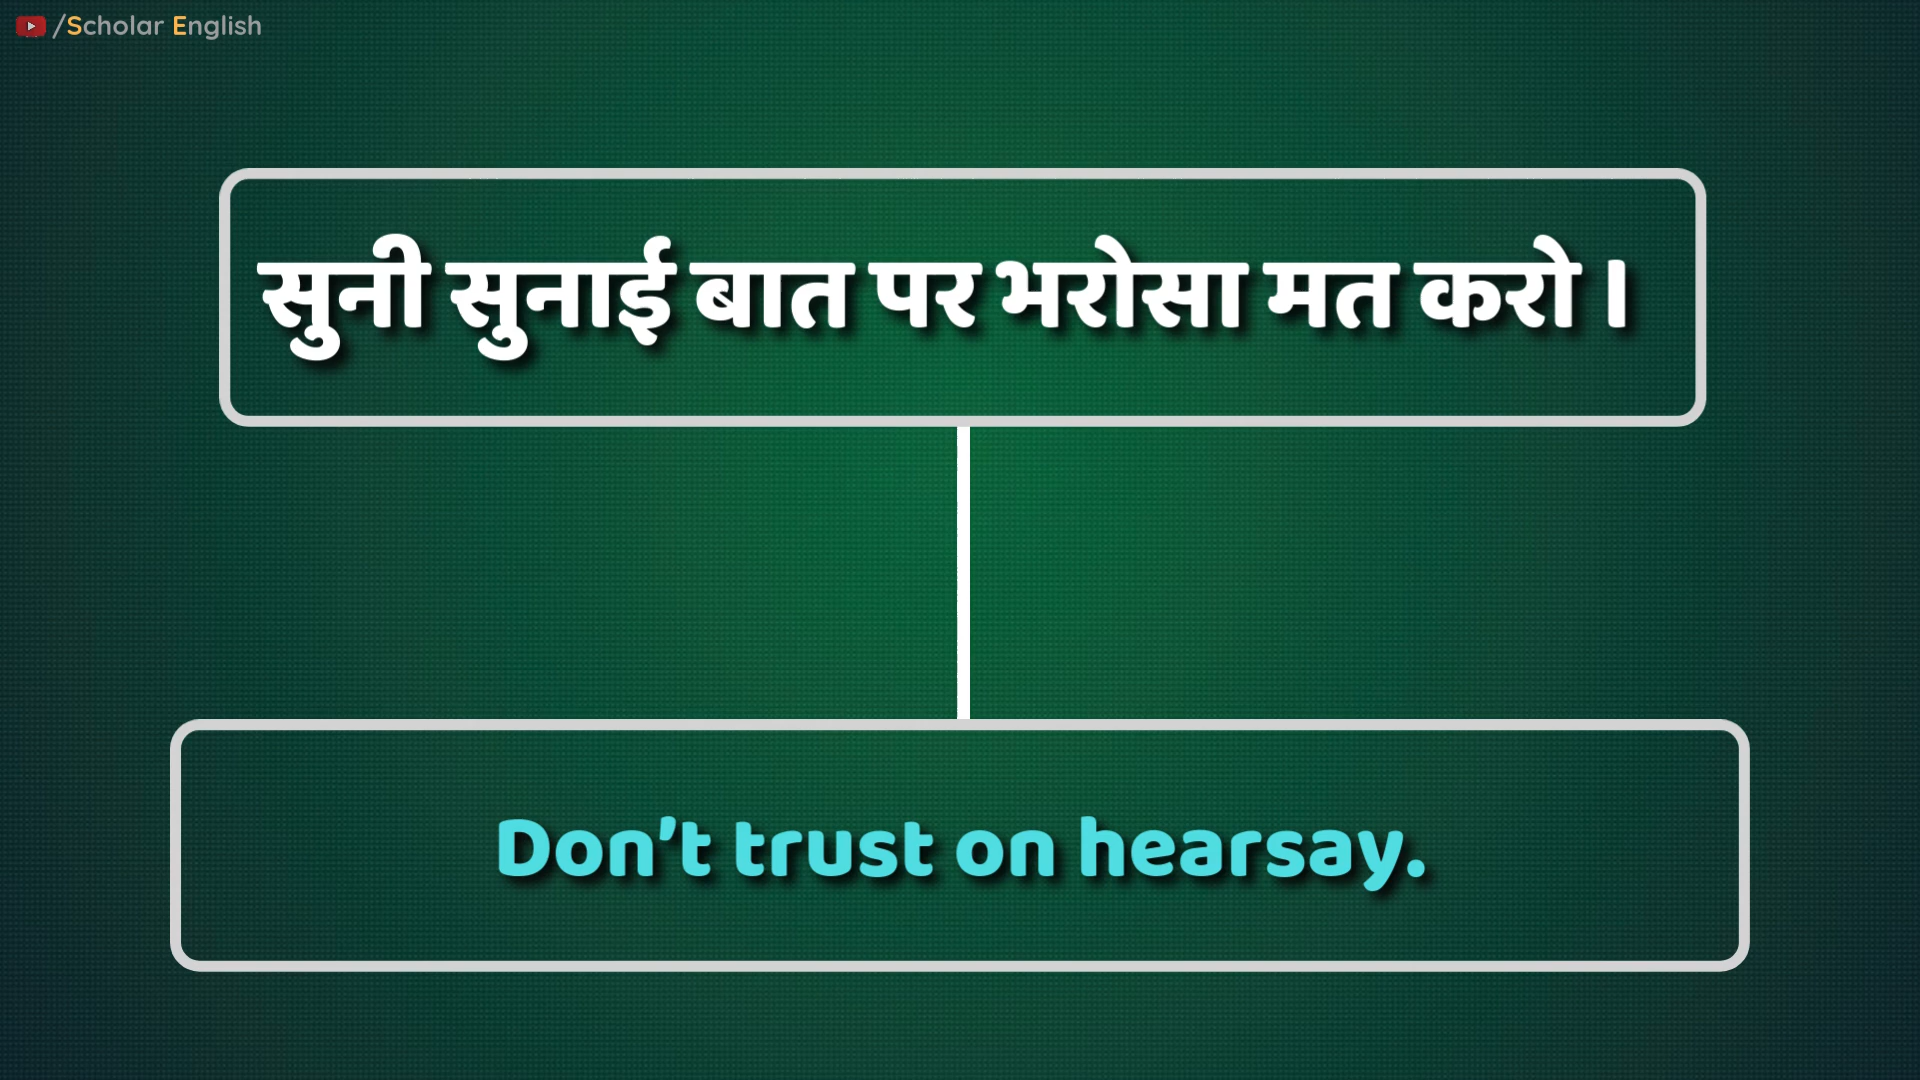 /Scholar English
सुनी सुनाई बात पर भरोसा मत करो ।
Don’t trust on hearsay.